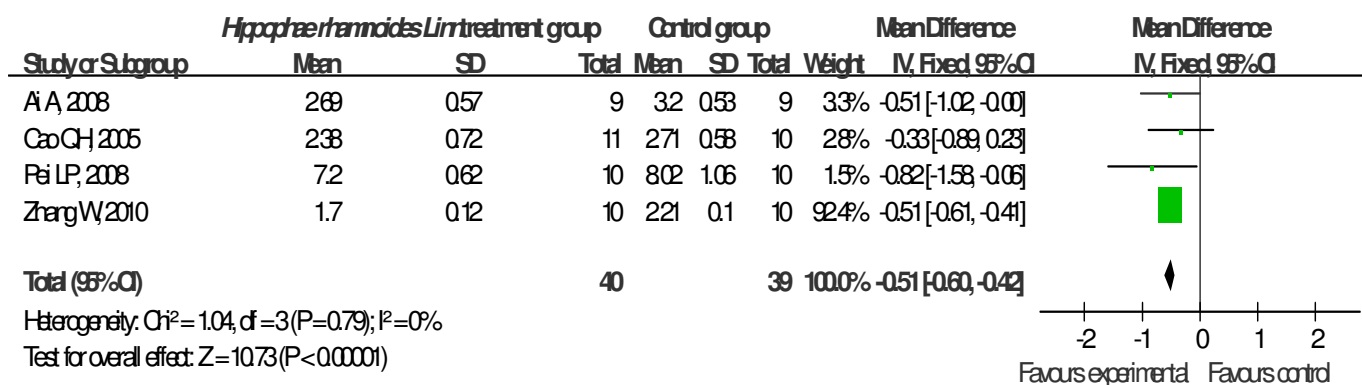 Hippophae rhamnoides Linn treatment group Control group Mean Difference Mean Difference
Study or Subgroup Mean SD Total Mean SD Total Weight IV, Fixed, 95% CI IV, Fixed, 95% CI
Ai A, 2008 2.69 0.57 9 3.2 0.53 9 3.3% -0.51 [-1.02, -0.00]
Cao QH, 2005 2.38 0.72 11 2.71 0.58 10 2.8% -0.33 [-0.89, 0.23]
Pei LP, 2008 7.2 0.62 10 8.02 1.06 10 1.5% -0.82 [-1.58, -0.06]
Zhang W, 2010 1.7 0.12 10 2.21 0.1 10 92.4% -0.51 [-0.61, -0.41]
Total (95% CI) 40 39 100.0% -0.51 [-0.60, -0.42]
Heterogeneity: Chi² = 1.04, df = 3 (P = 0.79); I² = 0%
Test for overall effect: Z = 10.73 (P < 0.00001)
-2 -1 0 1 2
Favours experimental Favours control